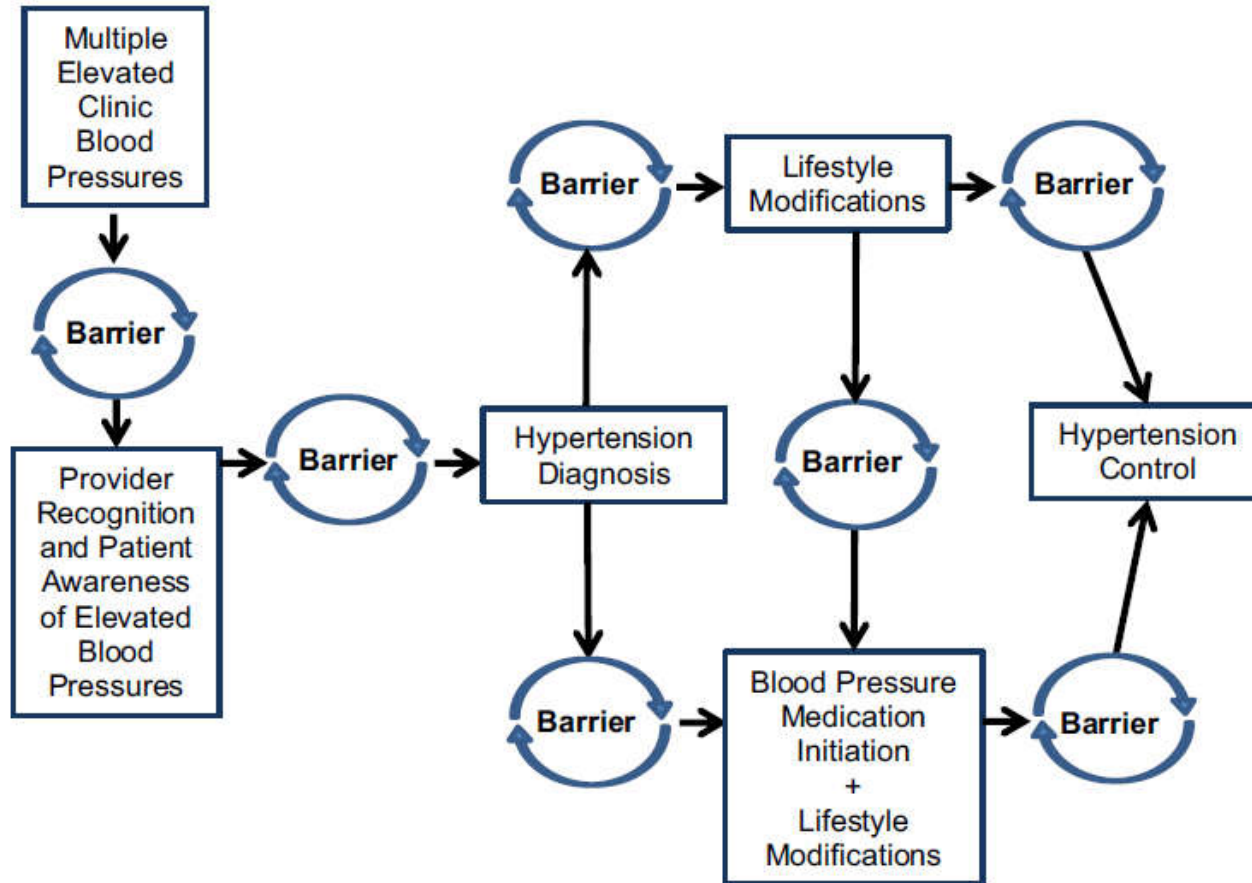 Multiple
Elevated
Clinic
Blood
Pressures
Barrier
Provider
Recognition
and Patient
Awareness
of Elevated
Blood
Pressures
Barrier
Hypertension
Diagnosis
Barrier
Lifestyle
Modifications
Barrier
Barrier
Hypertension
Control
Barrier
Blood Pressure
Medication
Initiation
+
Lifestyle
Modifications
Barrier